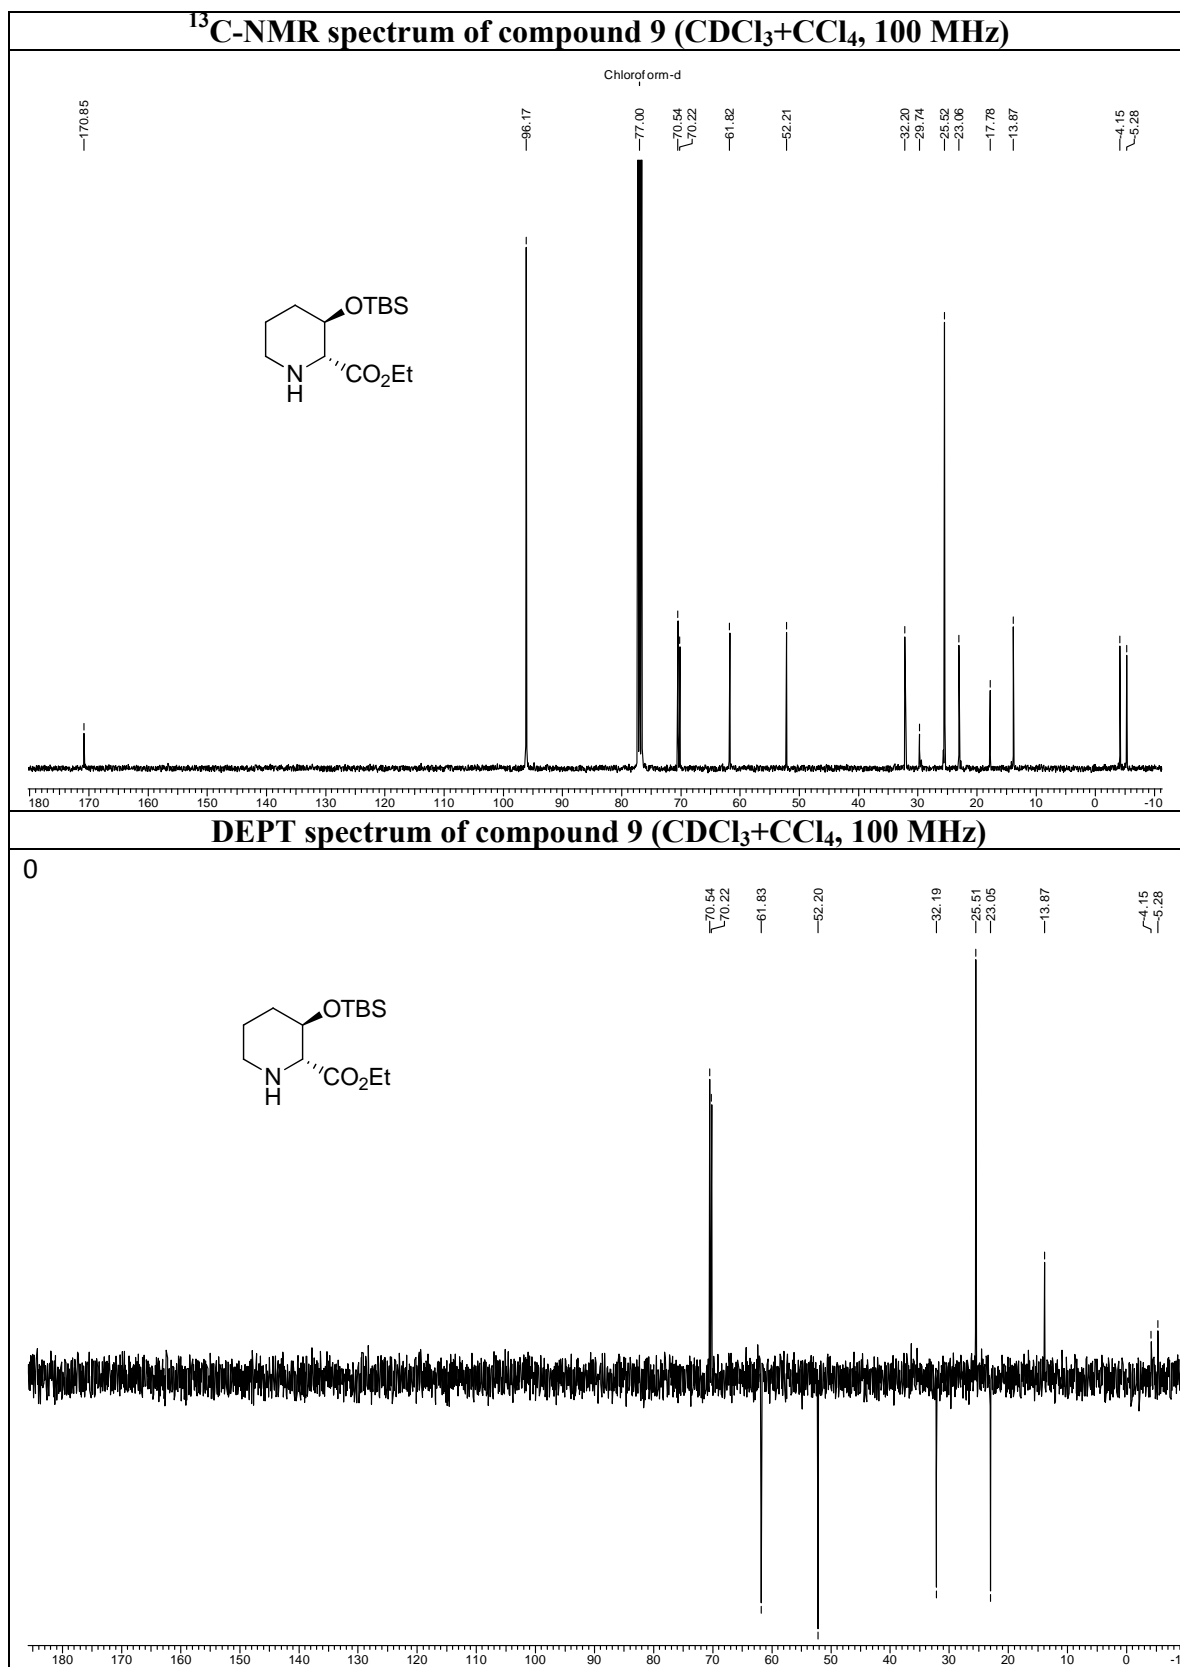 ¹³C-NMR spectrum of compound 9 (CDCl₃+CCl₄, 100 MHz)
Chloroform-d
170.85
96.17
77.00
70.54
70.22
61.82
52.21
32.20
29.74
25.52
23.06
17.78
13.87
-4.15
-5.28
OTBS
N
H
CO₂Et
180 170 160 150 140 130 120 110 100 90 80 70 60 50 40 30 20 10 0 -10
DEPT spectrum of compound 9 (CDCl₃+CCl₄, 100 MHz)
0
70.54
70.22
61.83
52.20
32.19
25.51
23.05
13.87
-4.15
-5.28
OTBS
N
H
CO₂Et
180 170 160 150 140 130 120 110 100 90 80 70 60 50 40 30 20 10 0 -1